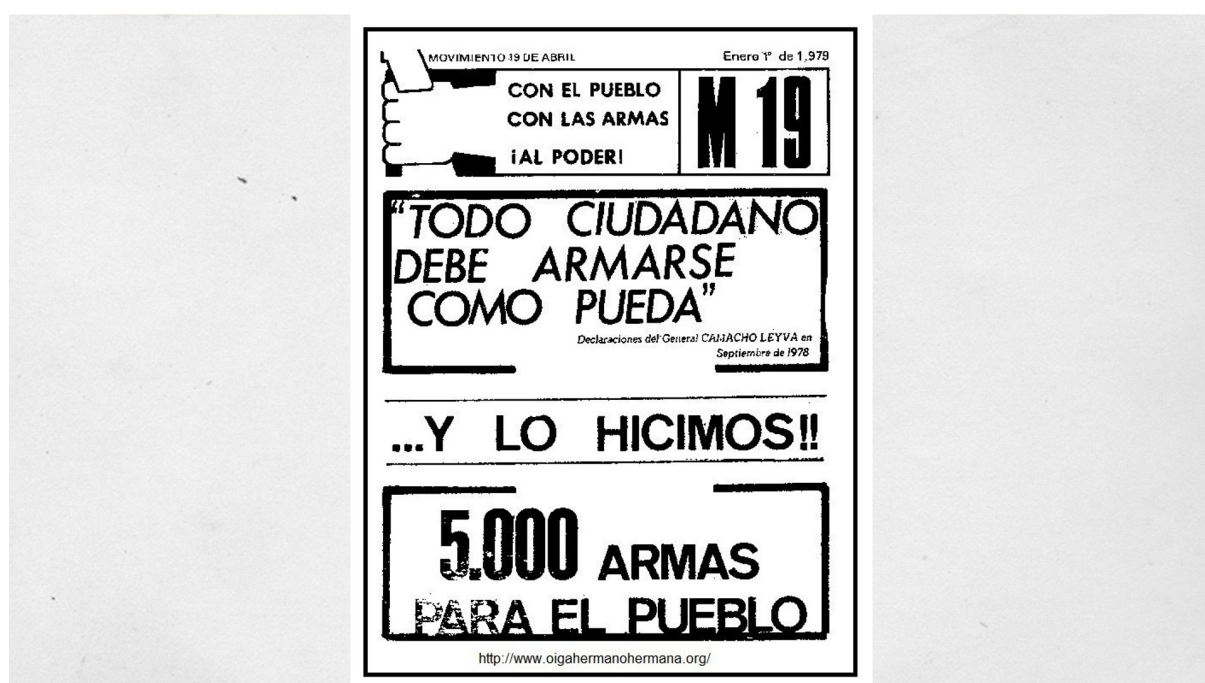 MOVIMIENTO 19 DE ABRIL
Enero 1º de 1,979
CON EL PUEBLO
CON LAS ARMAS
¡AL PODER!
M 19
“TODO CIUDADANO
DEBE ARMARSE
COMO PUEDA”
Declaraciones del General CAMACHO LEYVA en
Septiembre de 1978
...Y LO HICIMOS!!
5.000 ARMAS
PARA EL PUEBLO
http://www.oigahermanohermana.org/